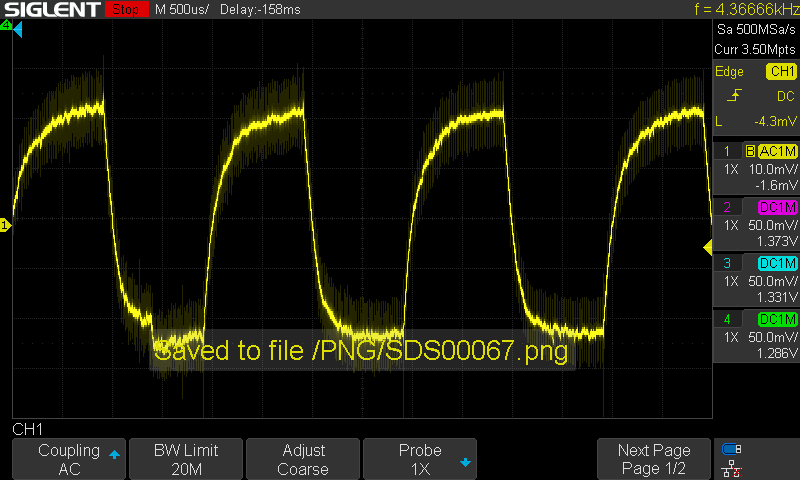 SIGLENT Stop M 500us/ Delay:-158ms f = 4.36666kHz
Sa 500MSa/s
Curr 3.50Mpts
Edge CH1
DC
L -4.3mV
1 B AC1M
1X 10.0mV/
-1.6mV
2 DC1M
1X 50.0mV/
1.373V
3 DC1M
1X 50.0mV/
1.331V
4 DC1M
1X 50.0mV/
1.286V
4
1
Saved to file /PNG/SDS00067.png
CH1
Coupling
AC
BW Limit
20M
Adjust
Coarse
Probe
1X
Next Page
Page 1/2